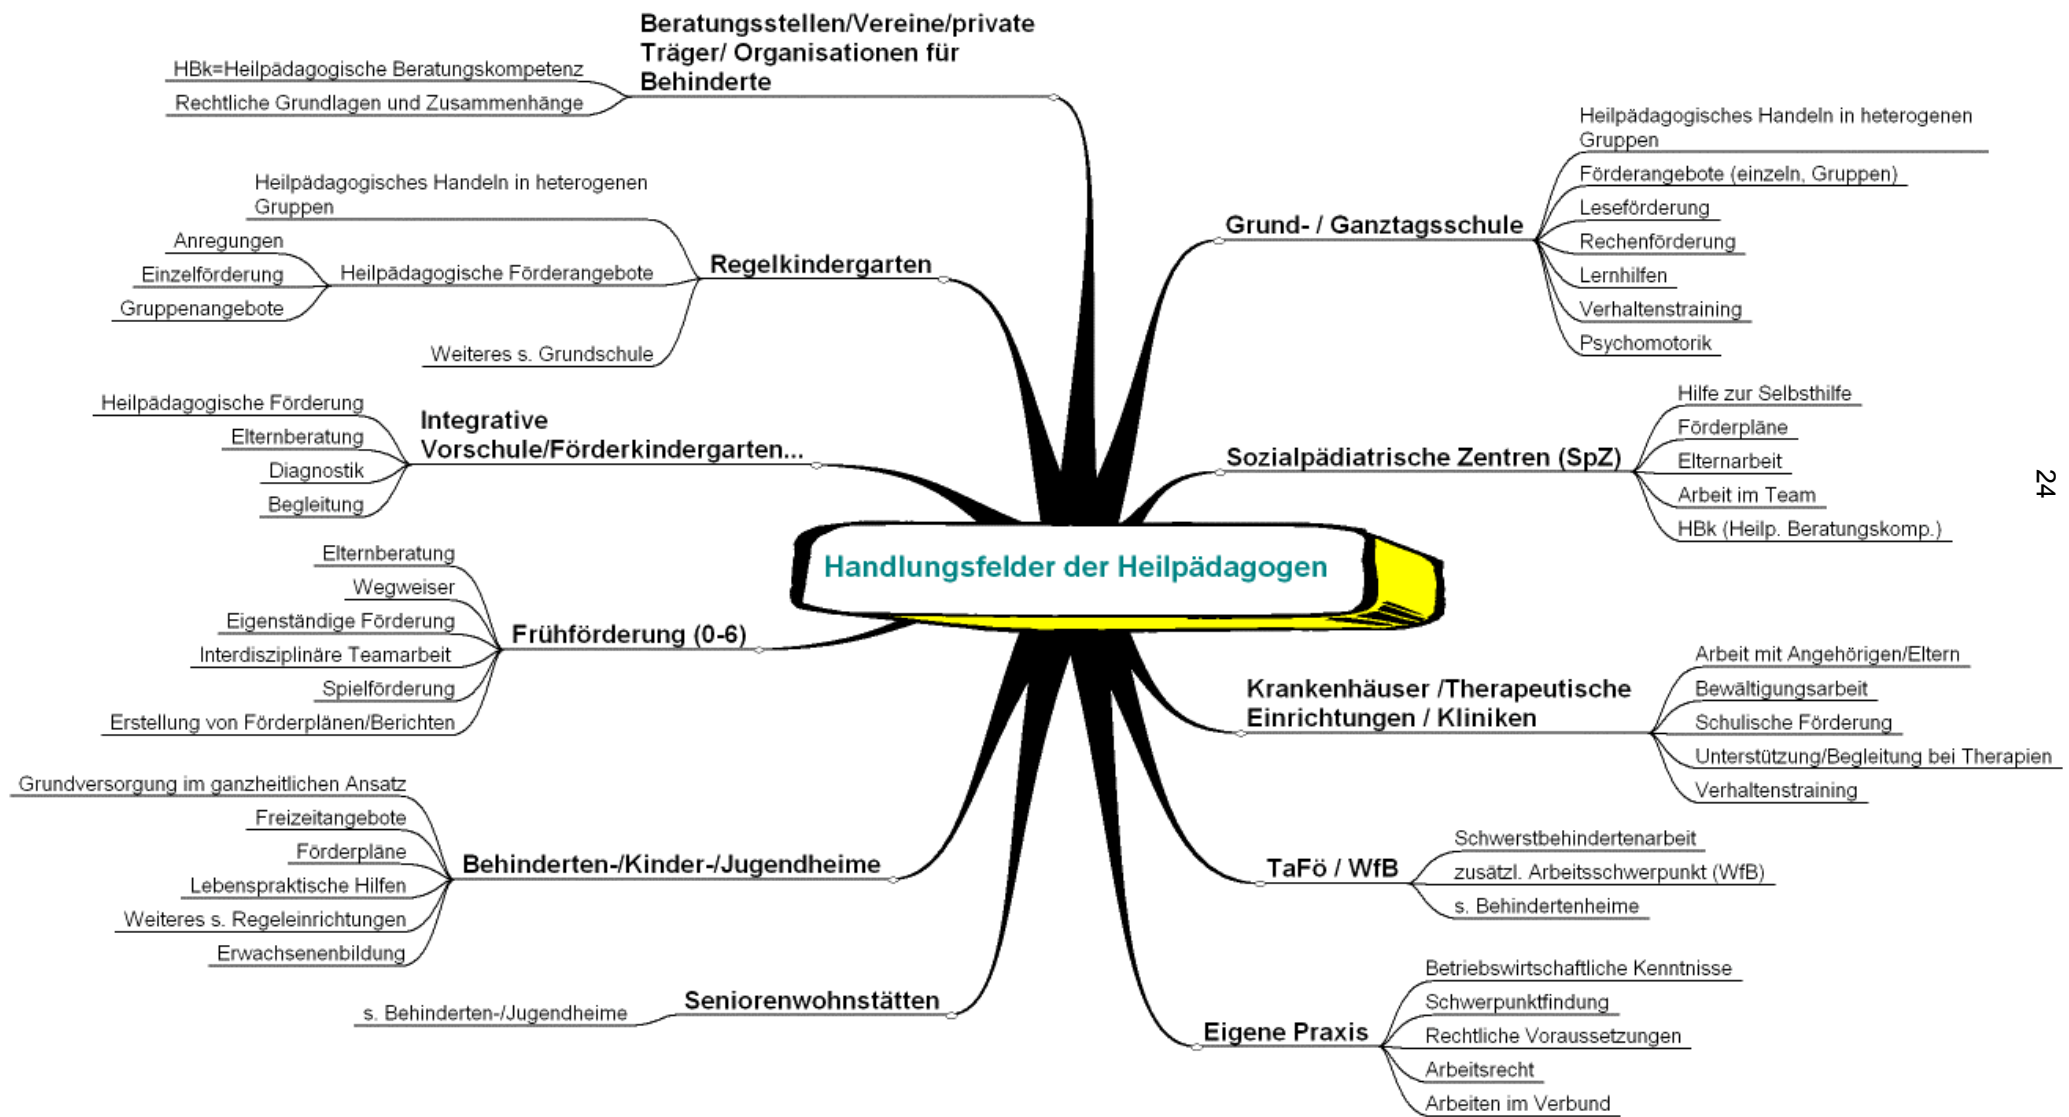 Beratungsstellen/Vereine/private
Träger/ Organisationen für
Behinderte
HBk=Heilpädagogische Beratungskompetenz
Rechtliche Grundlagen und Zusammenhänge
Regelkindergarten
Heilpädagogisches Handeln in heterogenen
Gruppen
Heilpädagogische Förderangebote
Anregungen
Einzelförderung
Gruppenangebote
Weiteres s. Grundschule
Integrative
Vorschule/Förderkindergarten...
Heilpädagogische Förderung
Elternberatung
Diagnostik
Begleitung
Frühförderung (0-6)
Elternberatung
Wegweiser
Eigenständige Förderung
Interdisziplinäre Teamarbeit
Spielförderung
Erstellung von Förderplänen/Berichten
Behinderten-/Kinder-/Jugendheime
Grundversorgung im ganzheitlichen Ansatz
Freizeitangebote
Förderpläne
Lebenspraktische Hilfen
Weiteres s. Regeleinrichtungen
Erwachsenenbildung
Seniorenwohnstätten
s. Behinderten-/Jugendheime
Handlungsfelder der Heilpädagogen
Grund- / Ganztagsschule
Heilpädagogisches Handeln in heterogenen
Gruppen
Förderangebote (einzeln, Gruppen)
Leseförderung
Rechenförderung
Lernhilfen
Verhaltenstraining
Psychomotorik
Sozialpädiatrische Zentren (SpZ)
Hilfe zur Selbsthilfe
Förderpläne
Elternarbeit
Arbeit im Team
HBk (Heilp. Beratungskomp.)
Krankenhäuser /Therapeutische
Einrichtungen / Kliniken
Arbeit mit Angehörigen/Eltern
Bewältigungsarbeit
Schulische Förderung
Unterstützung/Begleitung bei Therapien
Verhaltenstraining
TaFö / WfB
Schwerstbehindertenarbeit
zusätzl. Arbeitsschwerpunkt (WfB)
s. Behindertenheime
Eigene Praxis
Betriebswirtschaftliche Kenntnisse
Schwerpunktfindung
Rechtliche Voraussetzungen
Arbeitsrecht
Arbeiten im Verbund
24